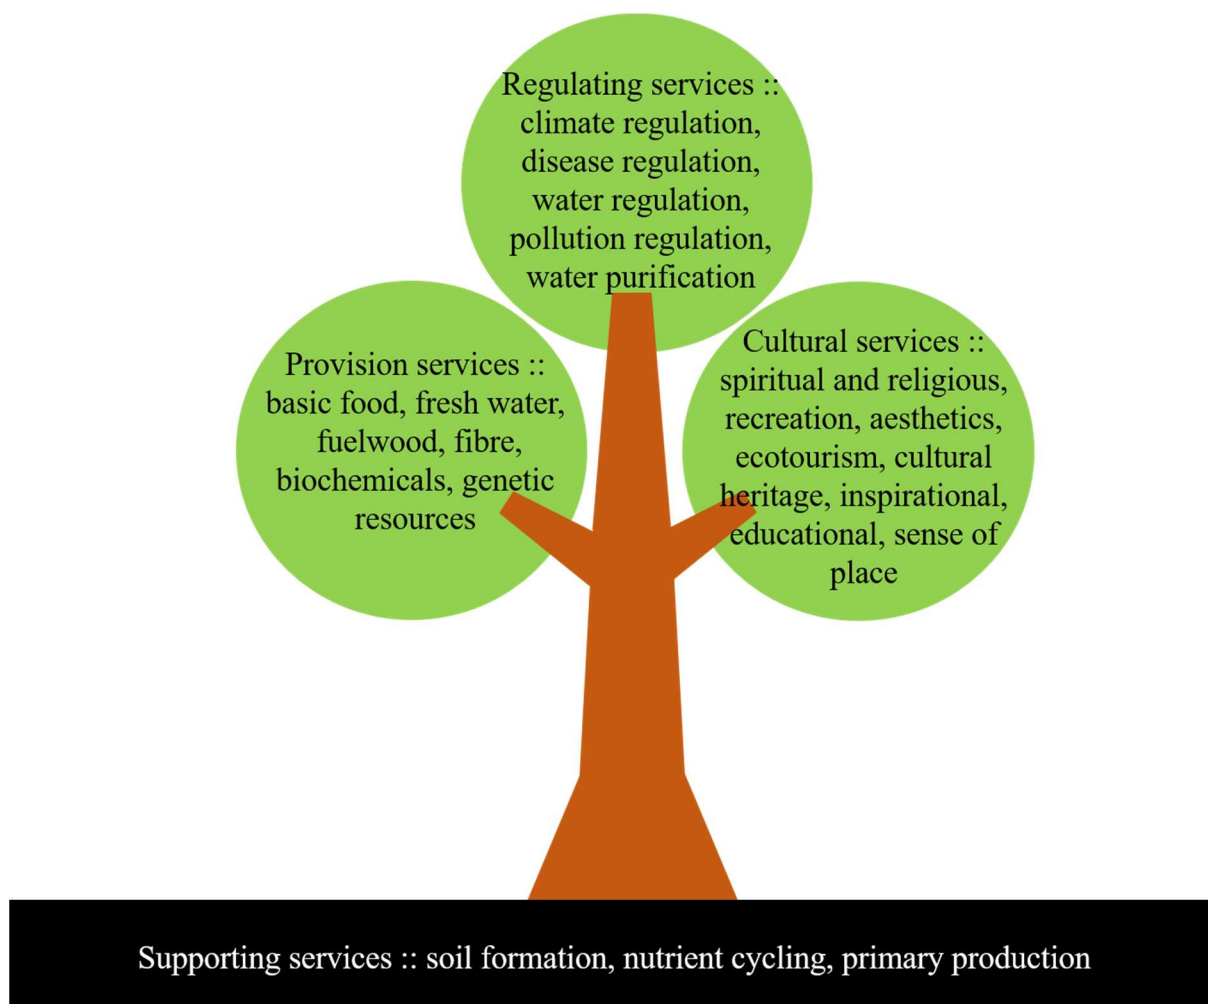 Regulating services ::
climate regulation,
disease regulation,
water regulation,
pollution regulation,
water purification
Provision services ::
basic food, fresh water,
fuelwood, fibre,
biochemicals, genetic
resources
Cultural services ::
spiritual and religious,
recreation, aesthetics,
ecotourism, cultural
heritage, inspirational,
educational, sense of
place
Supporting services :: soil formation, nutrient cycling, primary production